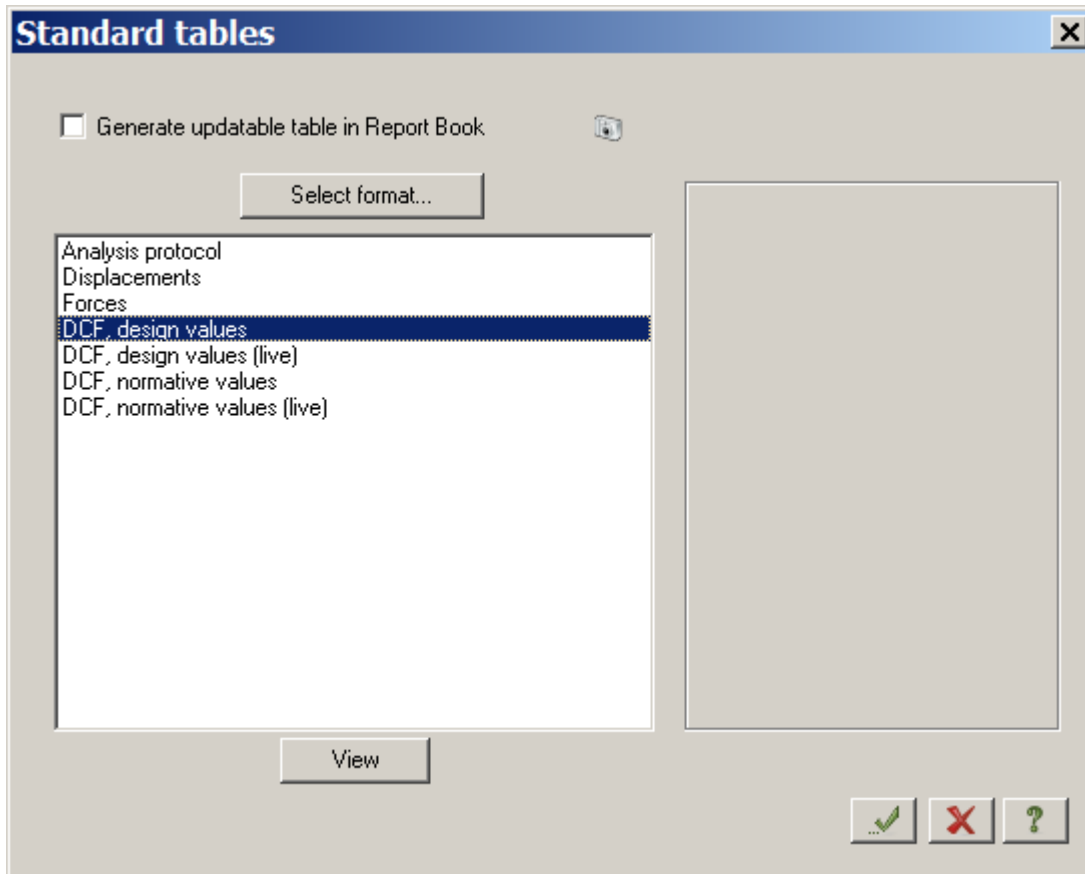 Standard tables
Generate updatable table in Report Book
Select format...
Analysis protocol
Displacements
Forces
DCF, design values
DCF, design values (live)
DCF, normative values
DCF, normative values (live)
View